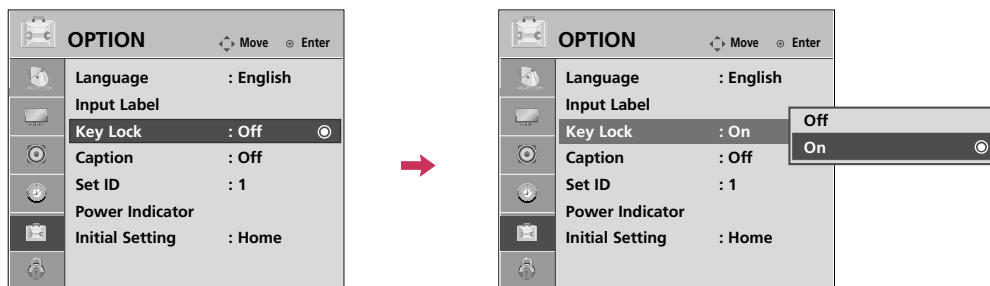 OPTION Move Enter
Language : English
Input Label
Key Lock : Off
Caption : Off
Set ID : 1
Power Indicator
Initial Setting : Home
OPTION Move Enter
Language : English
Input Label
Key Lock : On
Caption : Off
Set ID : 1
Power Indicator
Initial Setting : Home
Off
On